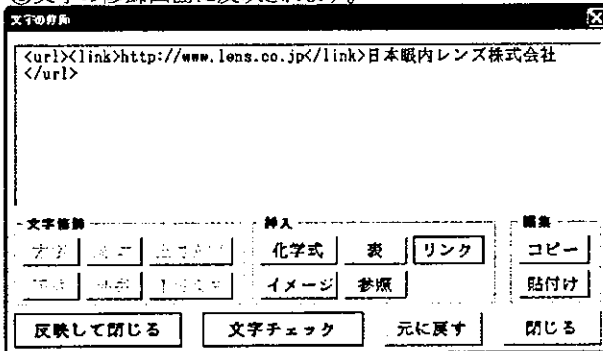 文字の修飾
<url><link>http://www.lens.co.jp</link>日本眼内レンズ株式会社
</url>
文字修飾
挿入
編集
化学式 表 リンク
コピー
イメージ 参照
貼付け
反映して閉じる 文字チェック 元に戻す 閉じる